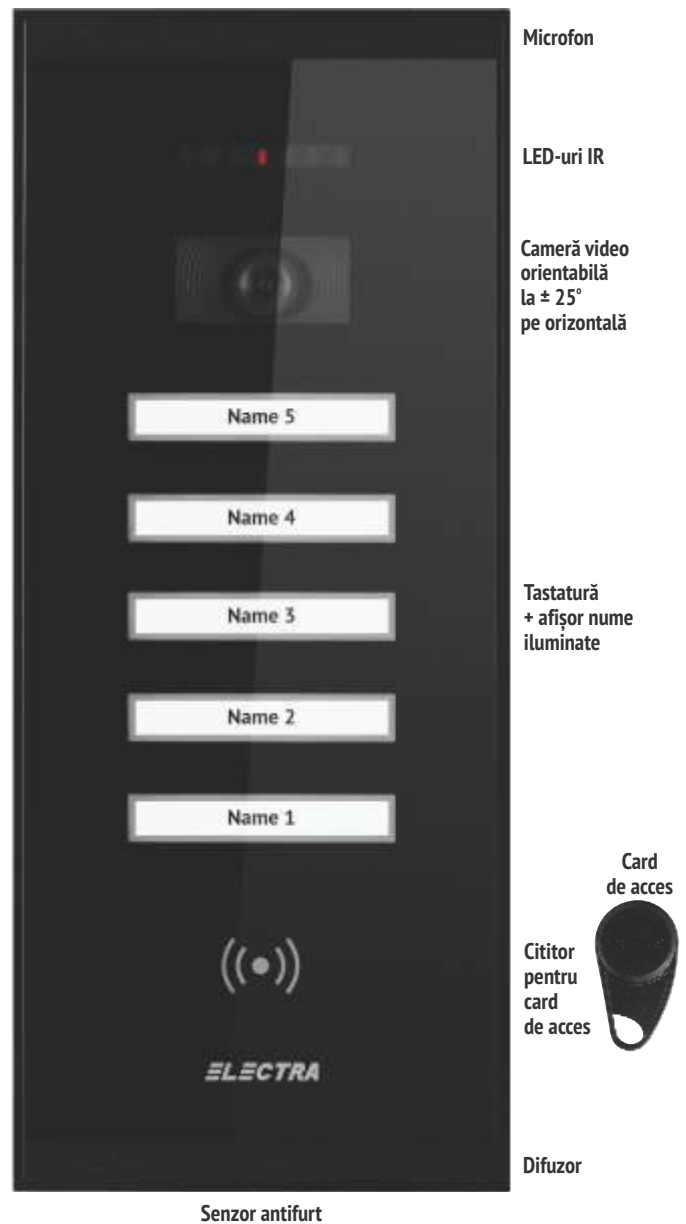 Microfon
LED-uri IR
Cameră video
orientabilă
la ± 25°
pe orizontală
Name 5
Name 4
Name 3
Tastatură
+ afișor nume
iluminate
Name 2
Name 1
Card
de acces
Cititor
pentru
card
de acces
ELECTRA
Difuzor
Senzor antifurt